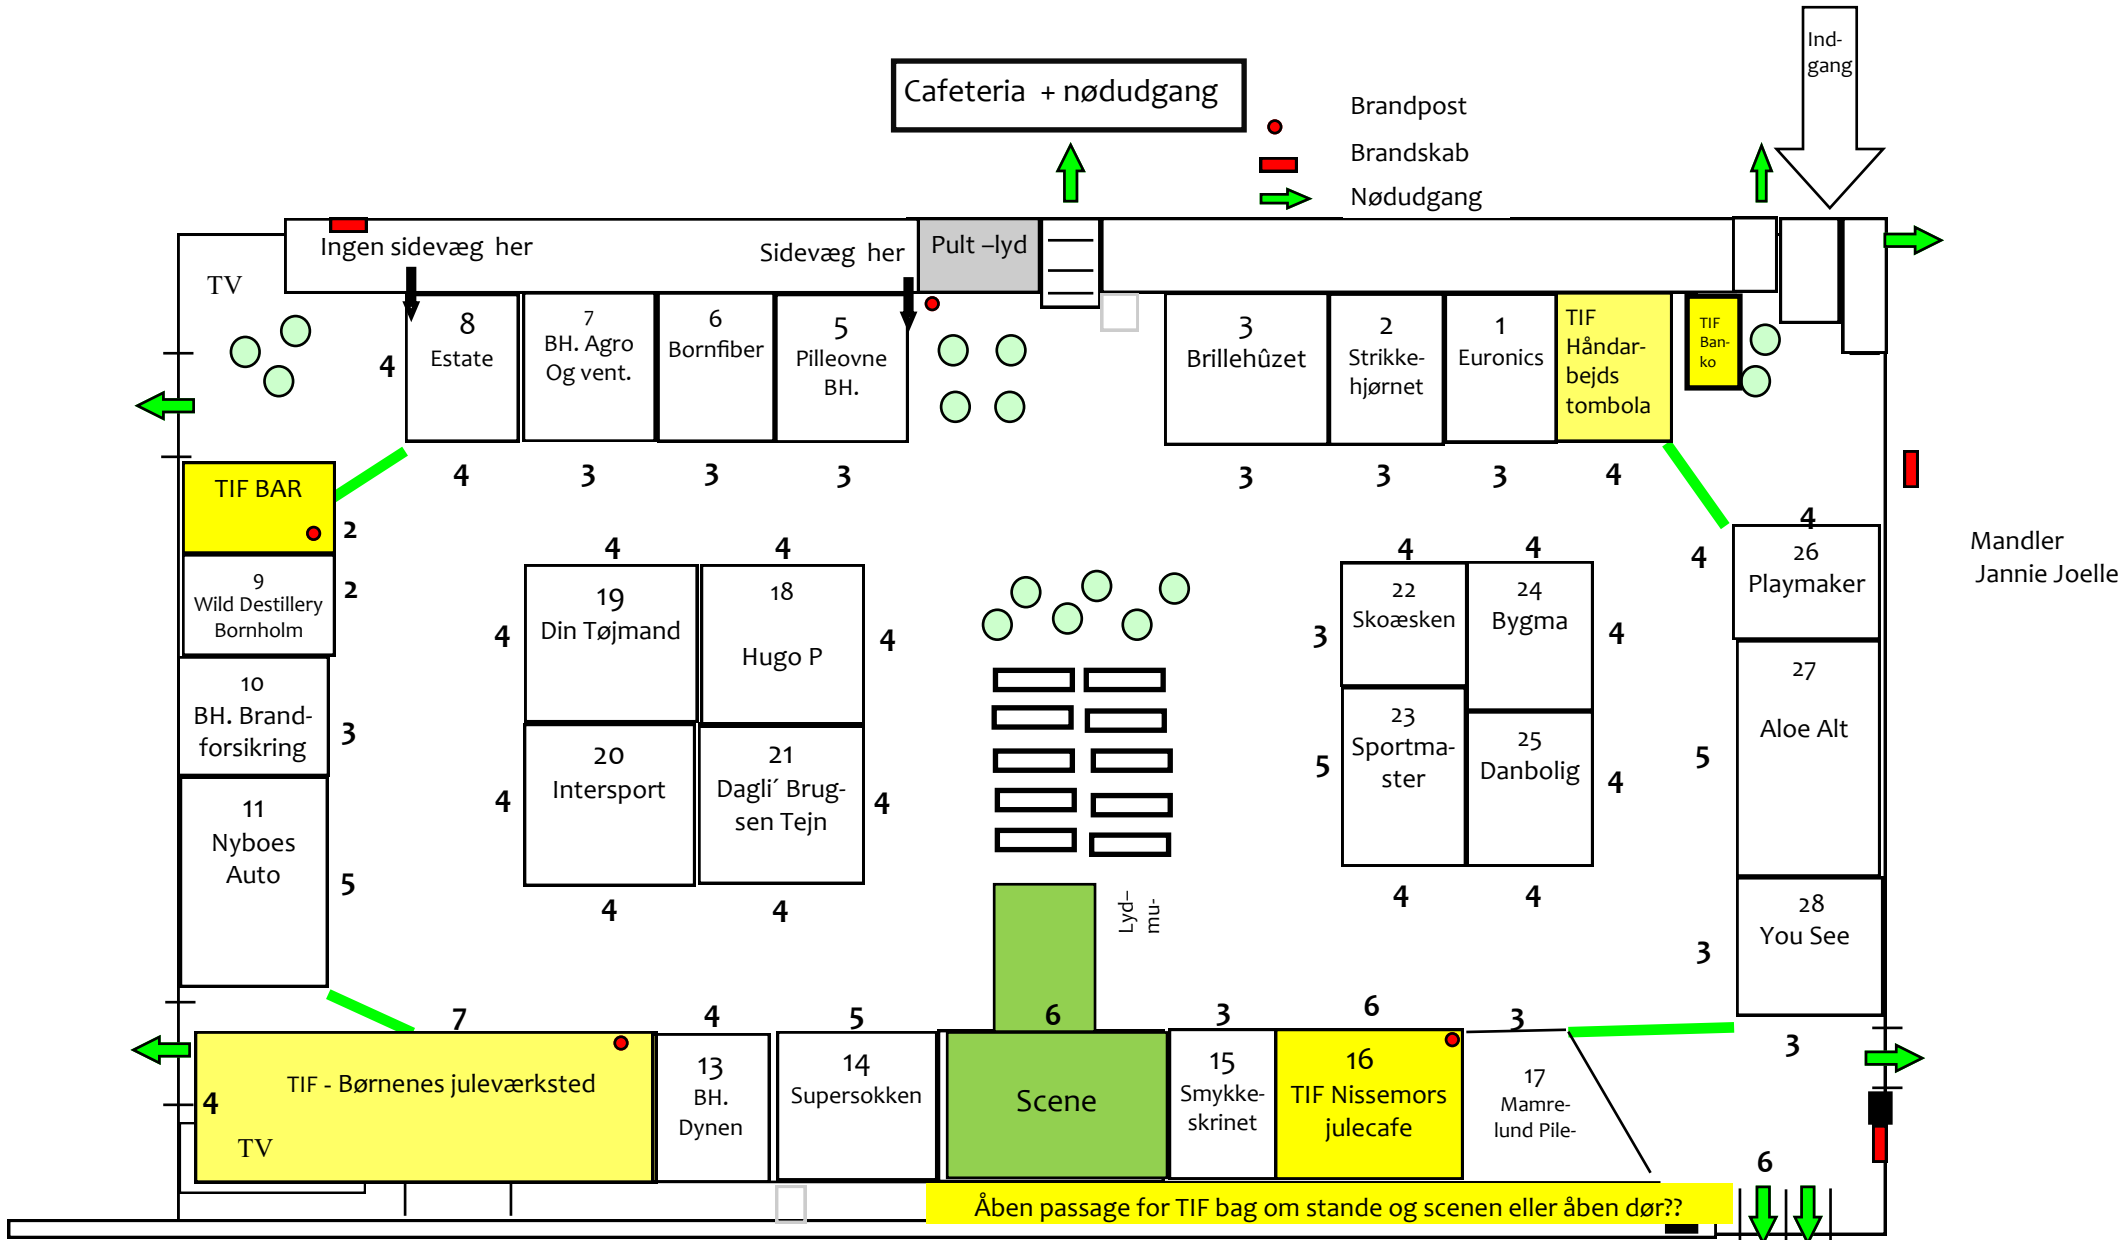 Ind-
gang
Cafeteria + nødudgang
Brandpost
Brandskab
Nødudgang
Ingen sidevæg her
Sidevæg her
Pult –lyd
TV
8
Estate
4
7
BH. Agro
Og vent.
6
Bornfiber
5
Pilleovne
BH.
3
Brillehûzet
2
Strikke-
hjørnet
1
Euronics
TIF
Håndar-
bejds
tombola
TIF
Ban-
ko
4
3
3
3
3
3
3
4
TIF BAR
2
9
Wild Destillery
Bornholm
2
10
BH. Brand-
forsikring
3
11
Nyboes
Auto
5
4
4
19
Din Tøjmand
4
18
Hugo P
4
20
Intersport
4
21
Dagli´ Brug-
sen Tejn
4
4
4
4
4
22
Skoæsken
3
24
Bygma
4
23
Sportma-
ster
5
25
Danbolig
4
4
4
4
4
26
Playmaker
27
Aloe Alt
5
28
You See
3
3
Mandler
Jannie Joelle
Lyd–
mu-
7
4
TIF - Børnenes juleværksted
TV
4
13
BH.
Dynen
5
14
Supersokken
6
Scene
3
15
Smykke-
skrinet
6
16
TIF Nissemors
julecafe
3
17
Mamre-
lund Pile-
6
Åben passage for TIF bag om stande og scenen eller åben dør??